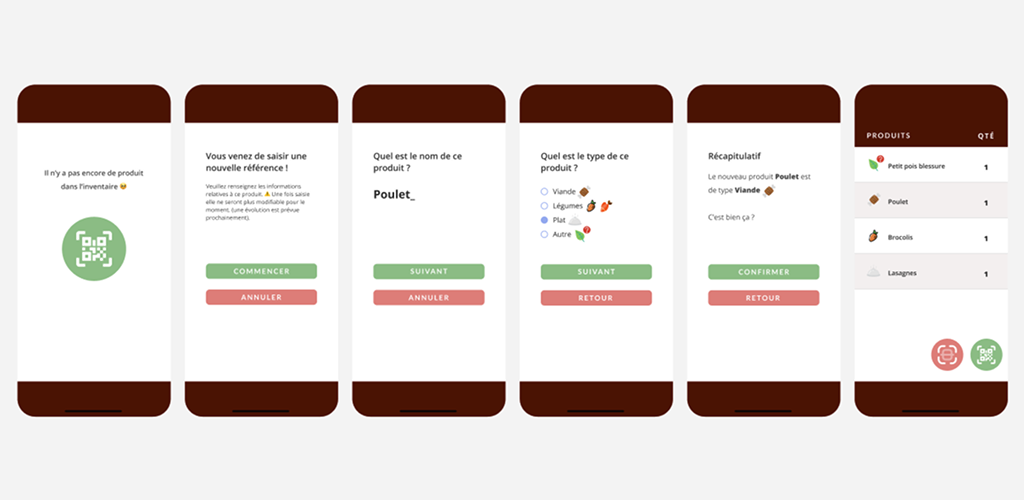 Il n'y a pas encore de produit
dans l'inventaire 😿
Vous venez de saisir une
nouvelle référence !
Veuillez renseignez les informations
relatives à ce produit. ⚠️ Une fois saisie
elle ne seront plus modifiable pour le
moment, (une évolution est prévue
prochainement).
COMMENCER
ANNULER
Quel est le nom de ce
produit ?
Poulet_
SUIVANT
ANNULER
Quel est le type de ce
produit ?
Viande
Légumes
Plat
Autre
SUIVANT
RETOUR
Récapitulatif
Le nouveau produit Poulet est
de type Viande
C'est bien ça ?
CONFIRMER
RETOUR
PRODUITS QTÉ
Petit pois blessure 1
Poulet 1
Brocolis 1
Lasagnes 1